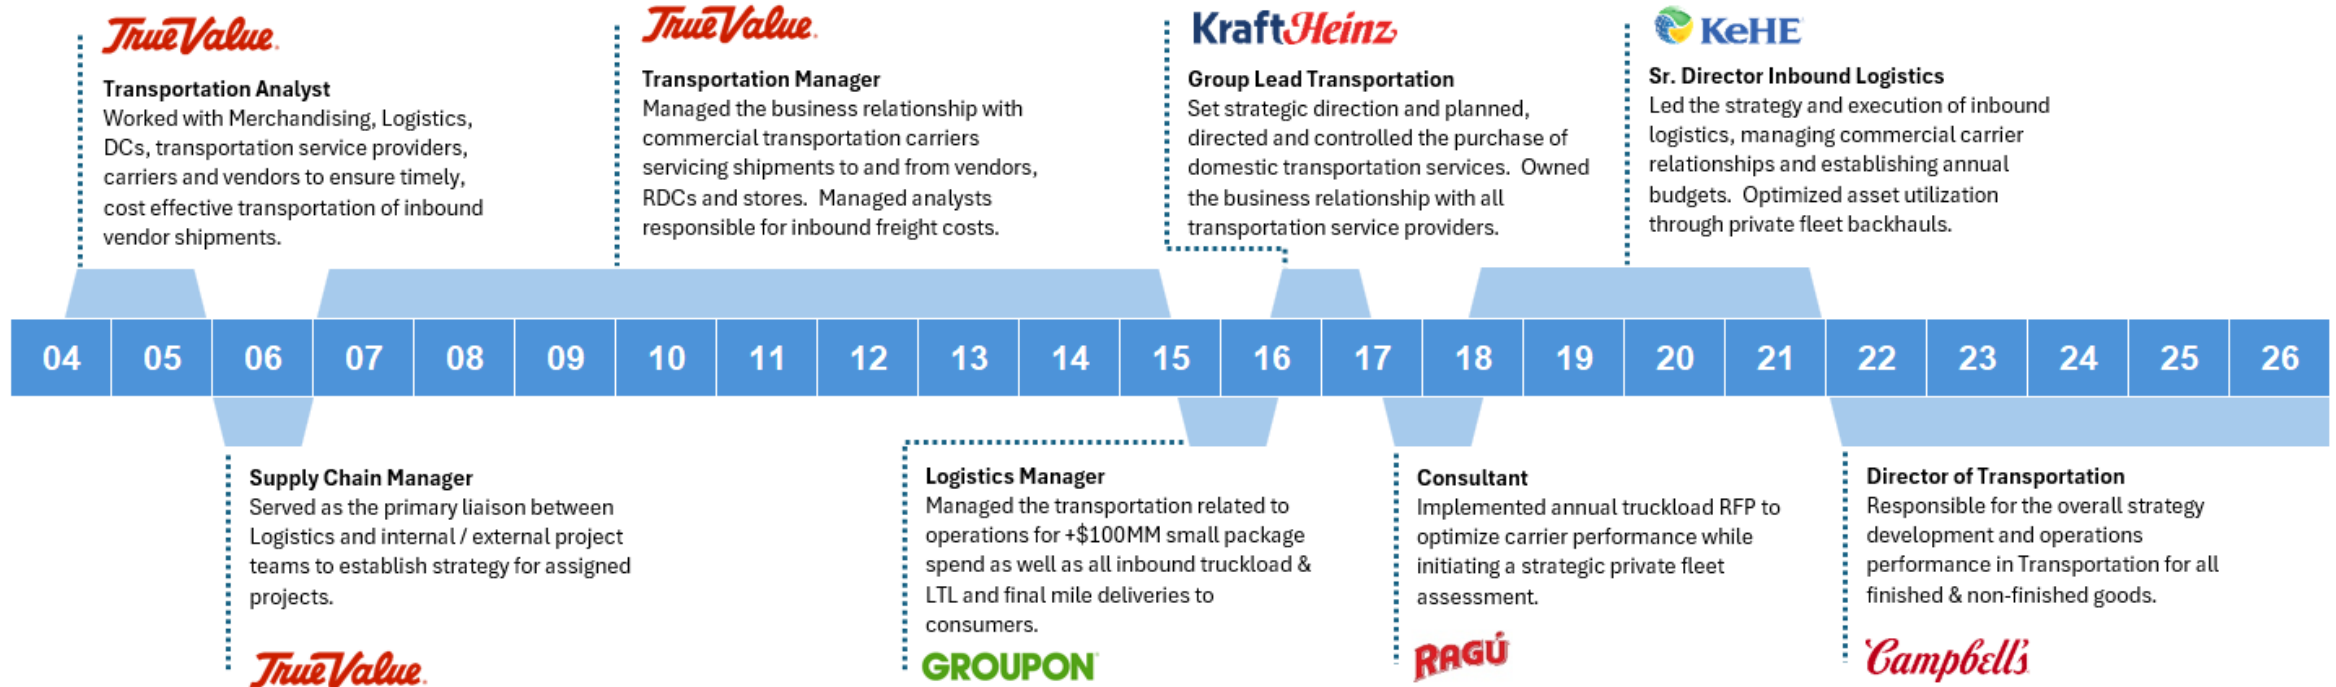 TrueValue.
Transportation Analyst
Worked with Merchandising, Logistics,
DCs, transportation service providers,
carriers and vendors to ensure timely,
cost effective transportation of inbound
vendor shipments.
TrueValue.
Transportation Manager
Managed the business relationship with
commercial transportation carriers
servicing shipments to and from vendors,
RDCs and stores.  Managed analysts
responsible for inbound freight costs.
KraftHeinz
Group Lead Transportation
Set strategic direction and planned,
directed and controlled the purchase of
domestic transportation services.  Owned
the business relationship with all
transportation service providers.
KeHE
Sr. Director Inbound Logistics
Led the strategy and execution of inbound
logistics, managing commercial carrier
relationships and establishing annual
budgets.  Optimized asset utilization
through private fleet backhauls.
04 05 06 07 08 09 10 11 12 13 14 15 16 17 18 19 20 21 22 23 24 25 26
Supply Chain Manager
Served as the primary liaison between
Logistics and internal / external project
teams to establish strategy for assigned
projects.
TrueValue.
Logistics Manager
Managed the transportation related to
operations for +$100MM small package
spend as well as all inbound truckload &
LTL and final mile deliveries to
consumers.
GROUPON
Consultant
Implemented annual truckload RFP to
optimize carrier performance while
initiating a strategic private fleet
assessment.
RAGÚ
Director of Transportation
Responsible for the overall strategy
development and operations
performance in Transportation for all
finished & non-finished goods.
Campbell's